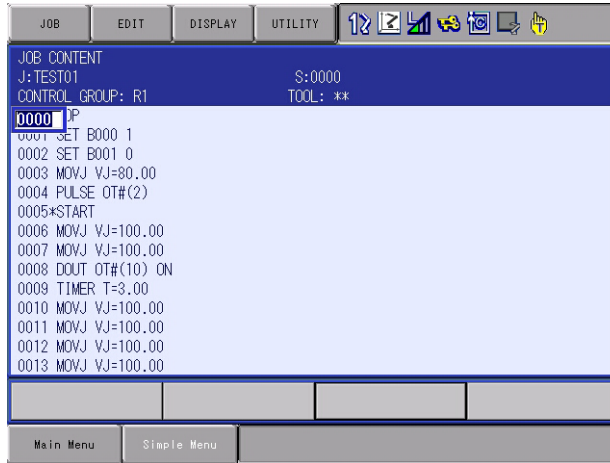 JOB EDIT DISPLAY UTILITY
JOB CONTENT
J:TEST01 S:0000
CONTROL GROUP: R1 TOOL: **
0000 OP
0001 SET B000 1
0002 SET B001 0
0003 MOVJ VJ=80.00
0004 PULSE OT#(2)
0005*START
0006 MOVJ VJ=100.00
0007 MOVJ VJ=100.00
0008 DOUT OT#(10) ON
0009 TIMER T=3.00
0010 MOVJ VJ=100.00
0011 MOVJ VJ=100.00
0012 MOVJ VJ=100.00
0013 MOVJ VJ=100.00
Main Menu Simple Menu